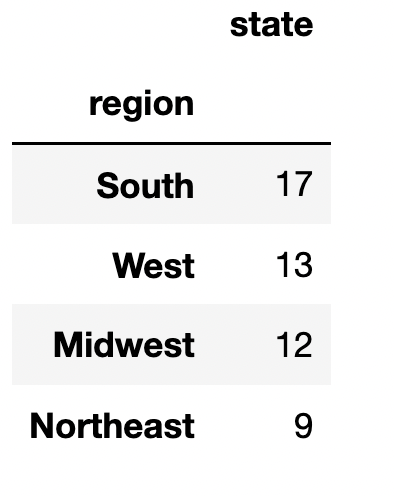 state
region
South 17
West 13
Midwest 12
Northeast 9